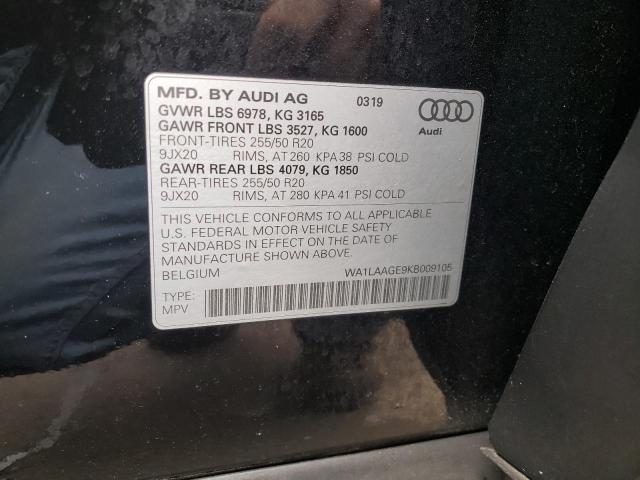 MFD. BY AUDI AG 0319
GVWR LBS 6978, KG 3165
GAWR FRONT LBS 3527, KG 1600
FRONT-TIRES 255/50 R20
9JX20 RIMS, AT 260 KPA 38 PSI COLD
GAWR REAR LBS 4079, KG 1850
REAR-TIRES 255/50 R20
9JX20 RIMS, AT 280 KPA 41 PSI COLD
Audi
THIS VEHICLE CONFORMS TO ALL APPLICABLE
U.S. FEDERAL MOTOR VEHICLE SAFETY
STANDARDS IN EFFECT ON THE DATE OF
MANUFACTURE SHOWN ABOVE.
BELGIUM WA1LAAGE9KB009105
TYPE:
MPV